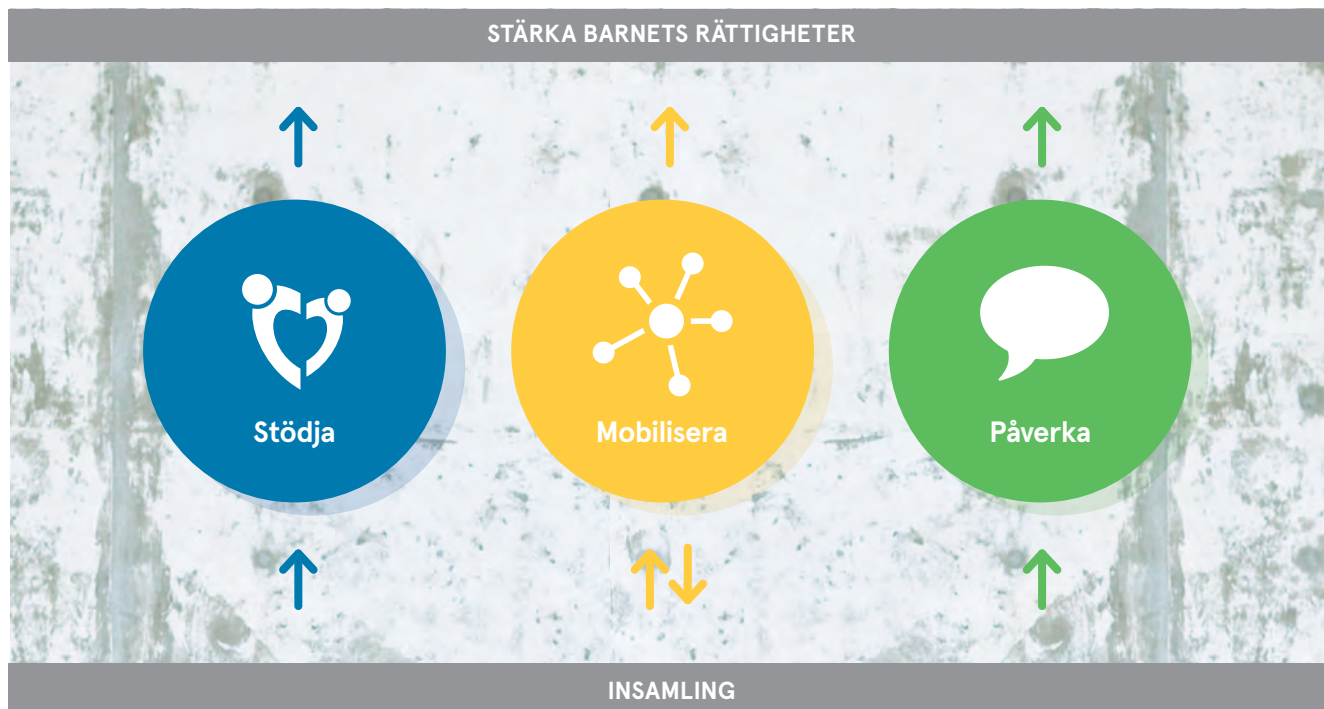 STÄRKA BARNETS RÄTTIGHETER
Stödja
Mobilisera
Påverka
INSAMLING